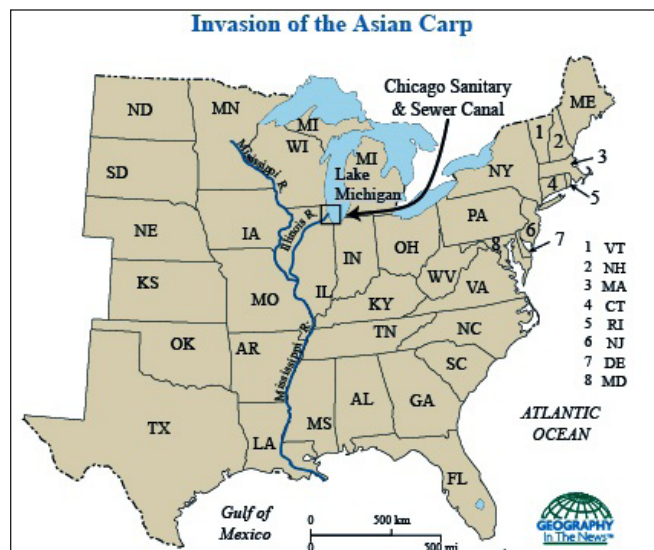 Invasion of the Asian Carp
Chicago Sanitary
& Sewer Canal
ND
MN
MI
ME
WI
MI
1
2
3
Mississippi R.
SD
NY
Lake
Michigan
4
5
Illinois R.
PA
NE
IA
6
OH
8
7
IN
IL
WV
KS
MO
VA
KY
1 VT
2 NH
3 MA
4 CT
5 RI
6 NJ
7 DE
8 MD
NC
TN
OK
AR
Mississippi R.
SC
ATLANTIC
OCEAN
TX
MS
AL
GA
LA
FL
Gulf of
Mexico
0 500 km
0 500 mi
GEOGRAPHY
In The News™